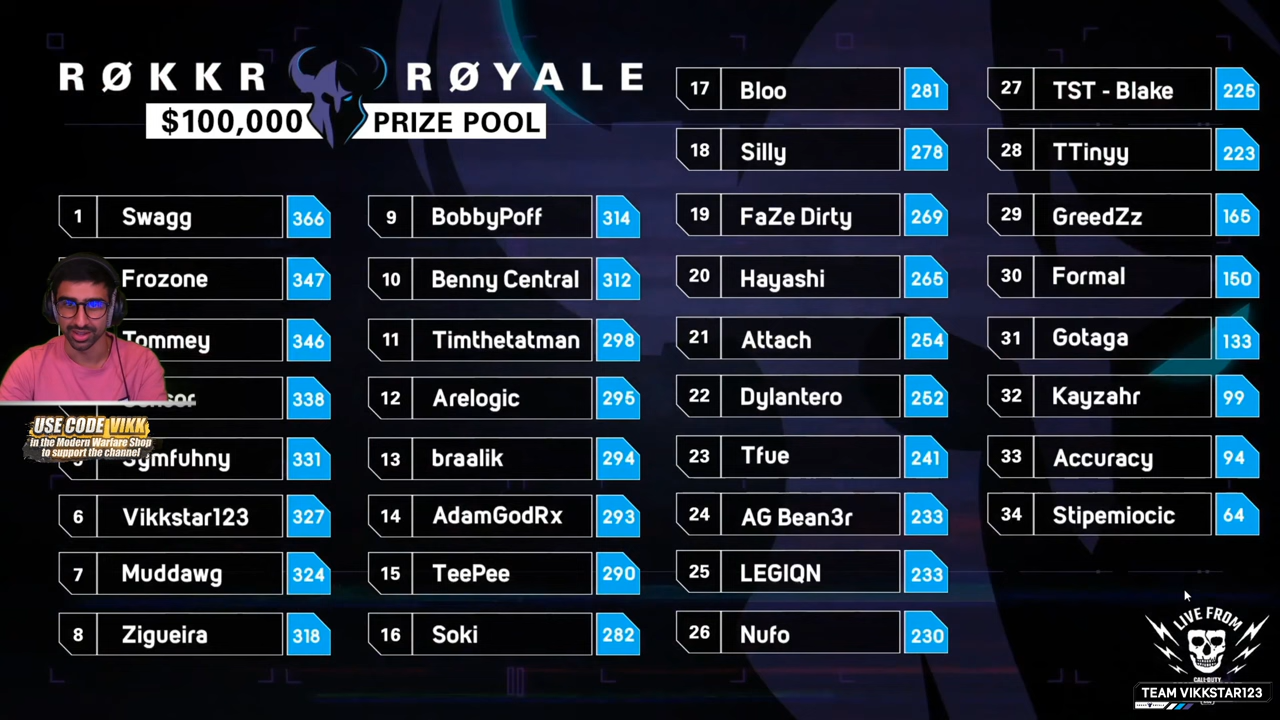 RØKKR RØYALE
$100,000 PRIZE POOL
1 Swagg 366
Frozone 347
Tommey 346
338
Symfuhny 331
6 Vikkstar123 327
7 Muddawg 324
8 Zigueira 318
9 BobbyPoff 314
10 Benny Central 312
11 Timthetatman 298
12 Arelogic 295
13 braalik 294
14 AdamGodRx 293
15 TeePee 290
16 Soki 282
17 Bloo 281
18 Silly 278
19 FaZe Dirty 269
20 Hayashi 265
21 Attach 254
22 Dylantero 252
23 Tfue 241
24 AG Bean3r 233
25 LEGIQN 233
26 Nufo 230
27 TST - Blake 225
28 TTinyy 223
29 GreedZz 165
30 Formal 150
31 Gotaga 133
32 Kayzahr 99
33 Accuracy 94
34 Stipemiocic 64
USE CODE VIKK
in the Modern Warfare Shop
to support the channel
LIVE FROM
CALL OF DUTY
TEAM VIKKSTAR123